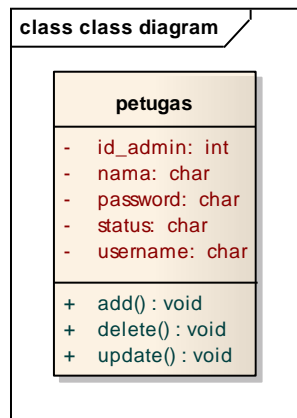 class class diagram
petugas
- id_admin: int
- nama: char
- password: char
- status: char
- username: char
+ add() : void
+ delete() : void
+ update() : void